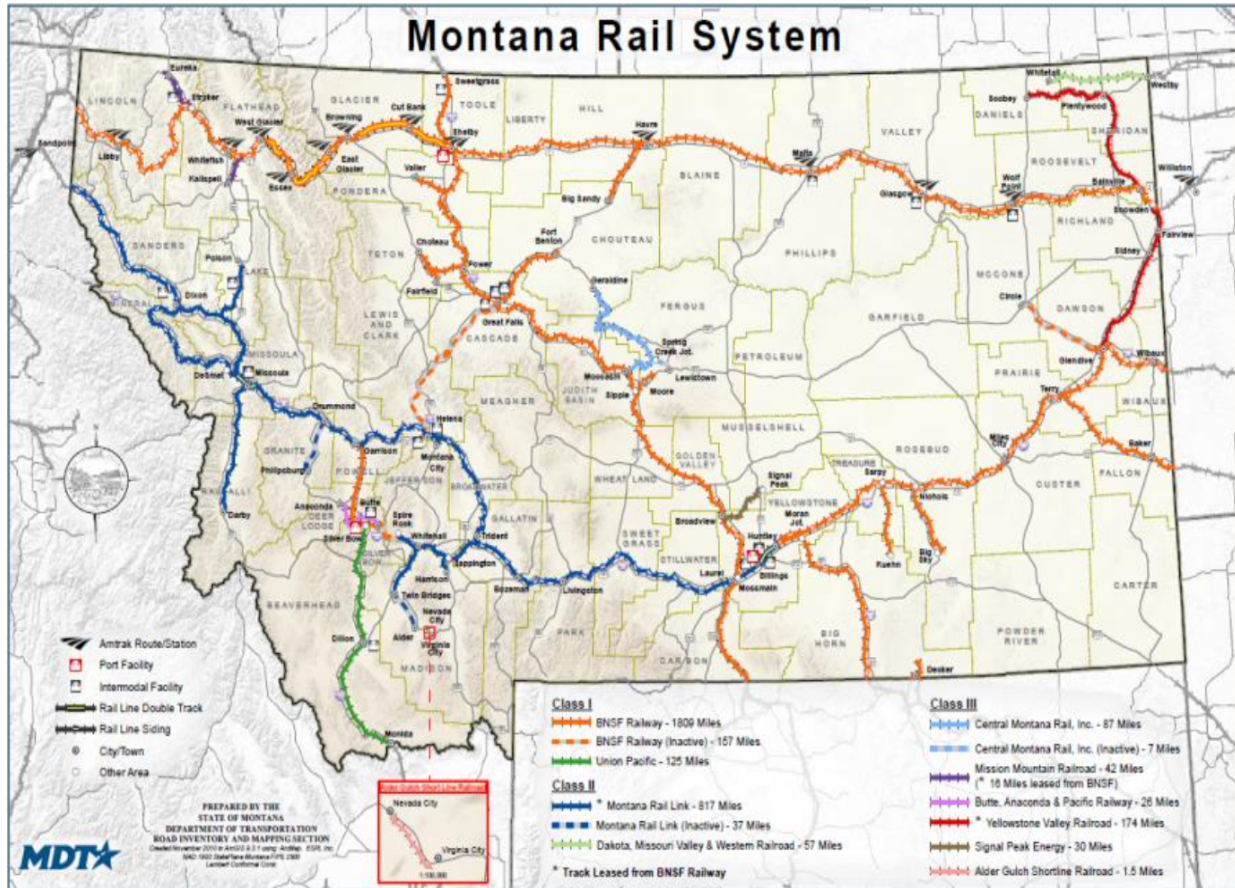 Montana Rail System
Eureka
Stryker
LINCOLN
FLATHEAD
West Glacier
GLACIER
Browning
Cut Bank
Sweetgrass
TOOLE
Shelby
LIBERTY
HILL
Havre
BLAINE
Malta
VALLEY
Glasgow
Whitetail
Westby
Scobey
DANIELS
Plentywood
SHERIDAN
ROOSEVELT
Wolf
Point
Bainville
Williston
Snowden
RICHLAND
Fairview
Sidney
Sandpoint
Libby
Whitefish
Kalispell
Essex
East
Glacier
PONDERA
Valier
Big Sandy
Fort
Benton
CHOUTEAU
PHILLIPS
SANDERS
Polson
LAKE
Dixon
MINERAL
TETON
Choteau
Power
Fairfield
Great Falls
Geraldine
FERGUS
GARFIELD
MCCONE
Circle
DAWSON
Glendive
Wibaux
WIBAUX
LEWIS
AND
CLARK
CASCADE
MISSOULA
DeSmet
Missoula
Spring
Creek Jct.
Lewistown
Moccasin
JUDITH
BASIN
Sipple
Moore
PETROLEUM
PRAIRIE
Terry
Drummond
Helena
MEAGHER
MUSSELSHELL
GRANITE
Garrison
Montana
City
Philipsburg
POWELL
JEFFERSON
BROADWATER
WHEATLAND
GOLDEN
VALLEY
Signal
Peak
TREASURE
ROSEBUD
Miles
City
Baker
FALLON
CUSTER
RAVALLI
Darby
Anaconda
DEER
LODGE
Butte
Spire
Rock
Silver Bow
SILVER
BOW
Whitehall
GALLATIN
Trident
Sappington
Harrison
SWEET
GRASS
Broadview
YELLOWSTONE
Sarpy
Nichols
Moran
Jct.
Huntley
STILLWATER
Laurel
Billings
Mossmain
Kuehn
Big
Sky
Bozeman
Livingston
PARK
CARBON
BIG
HORN
POWDER
RIVER
CARTER
Decker
BEAVERHEAD
Twin Bridges
Nevada
City
Alder
Virginia
City
MADISON
Dillon
Monida
Amtrak Route/Station
Port Facility
Intermodal Facility
Rail Line Double Track
Rail Line Siding
City/Town
Other Area
PREPARED BY THE
STATE OF MONTANA
DEPARTMENT OF TRANSPORTATION
ROAD INVENTORY AND MAPPING SECTION
MDT
Nevada City
Virginia City
1:100,000
Class I
BNSF Railway - 1809 Miles
BNSF Railway (Inactive) - 157 Miles
Union Pacific - 125 Miles
Class II
* Montana Rail Link - 817 Miles
Montana Rail Link (Inactive) - 37 Miles
Dakota, Missouri Valley & Western Railroad - 57 Miles
* Track Leased from BNSF Railway
Class III
Central Montana Rail, Inc. - 87 Miles
Central Montana Rail, Inc. (Inactive) - 7 Miles
Mission Mountain Railroad - 42 Miles
(* 16 Miles leased from BNSF)
Butte, Anaconda & Pacific Railway - 26 Miles
* Yellowstone Valley Railroad - 174 Miles
Signal Peak Energy - 30 Miles
Alder Gulch Shortline Railroad - 1.5 Miles